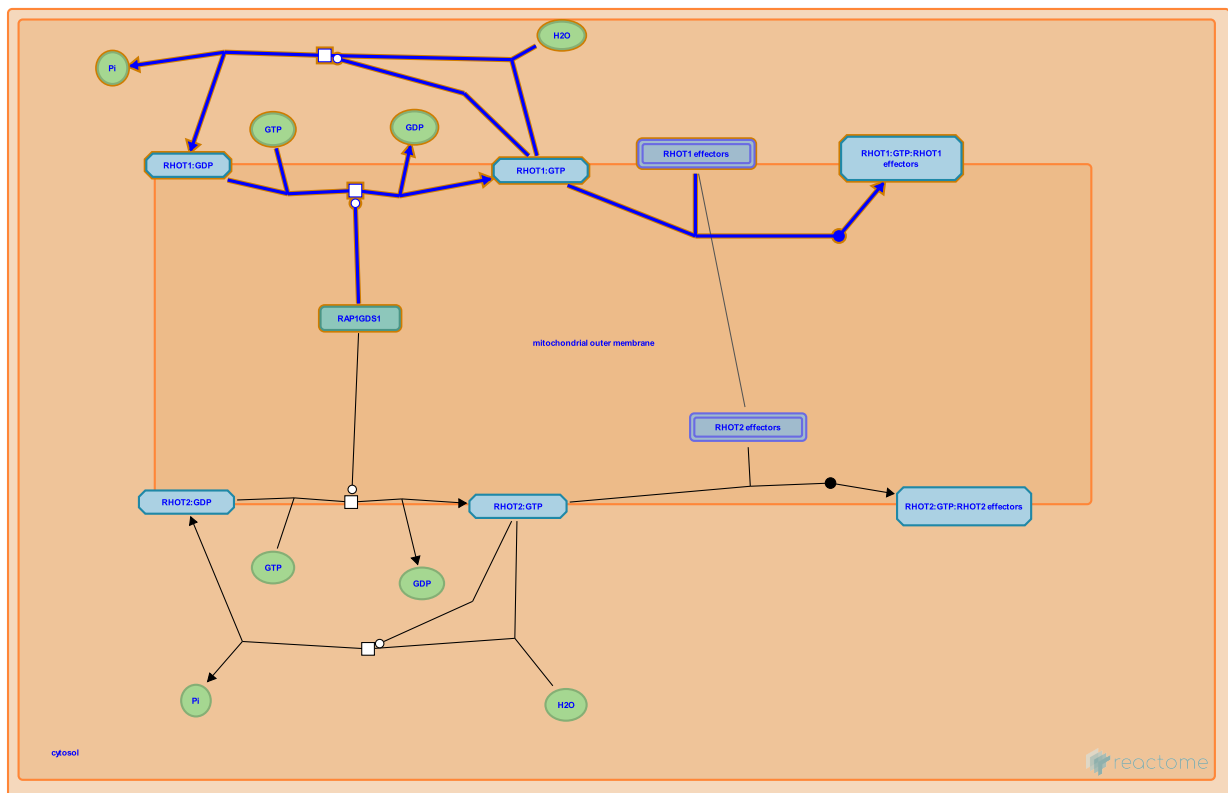 H2O
Pi
GTP
GDP
RHOT1 effectors
RHOT1:GTP:RHOT1
effectors
RHOT1:GDP
RHOT1:GTP
RAP1GDS1
mitochondrial outer membrane
RHOT2 effectors
RHOT2:GDP
RHOT2:GTP
RHOT2:GTP:RHOT2 effectors
GTP
GDP
Pi
H2O
cytosol
reactome